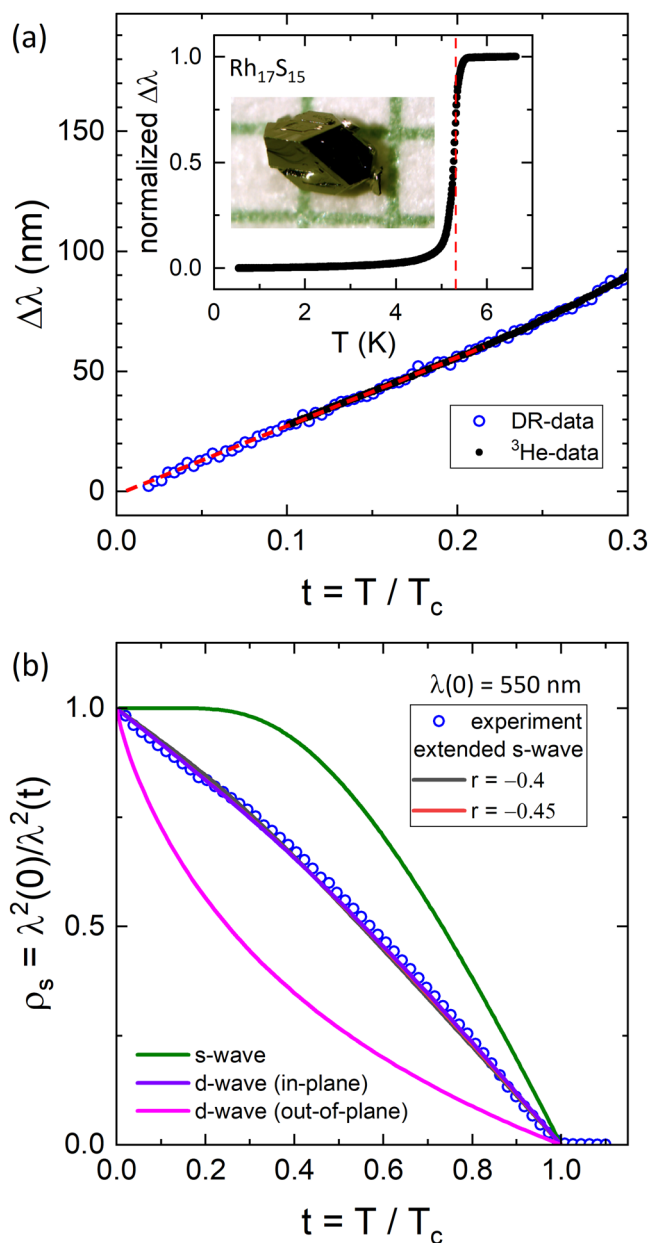 (a)
Rh₁₇S₁₅
normalized Δλ
1.0
0.5
0.0
0 2 4 6
T (K)
Δλ (nm)
150
100
50
0
DR-data
³He-data
0.0 0.1 0.2 0.3
t = T / T_c
(b)
λ(0) = 550 nm
experiment
extended s-wave
r = −0.4
r = −0.45
ρ_s = λ²(0)/λ²(t)
1.0
0.5
0.0
s-wave
d-wave (in-plane)
d-wave (out-of-plane)
0.0 0.2 0.4 0.6 0.8 1.0
t = T / T_c